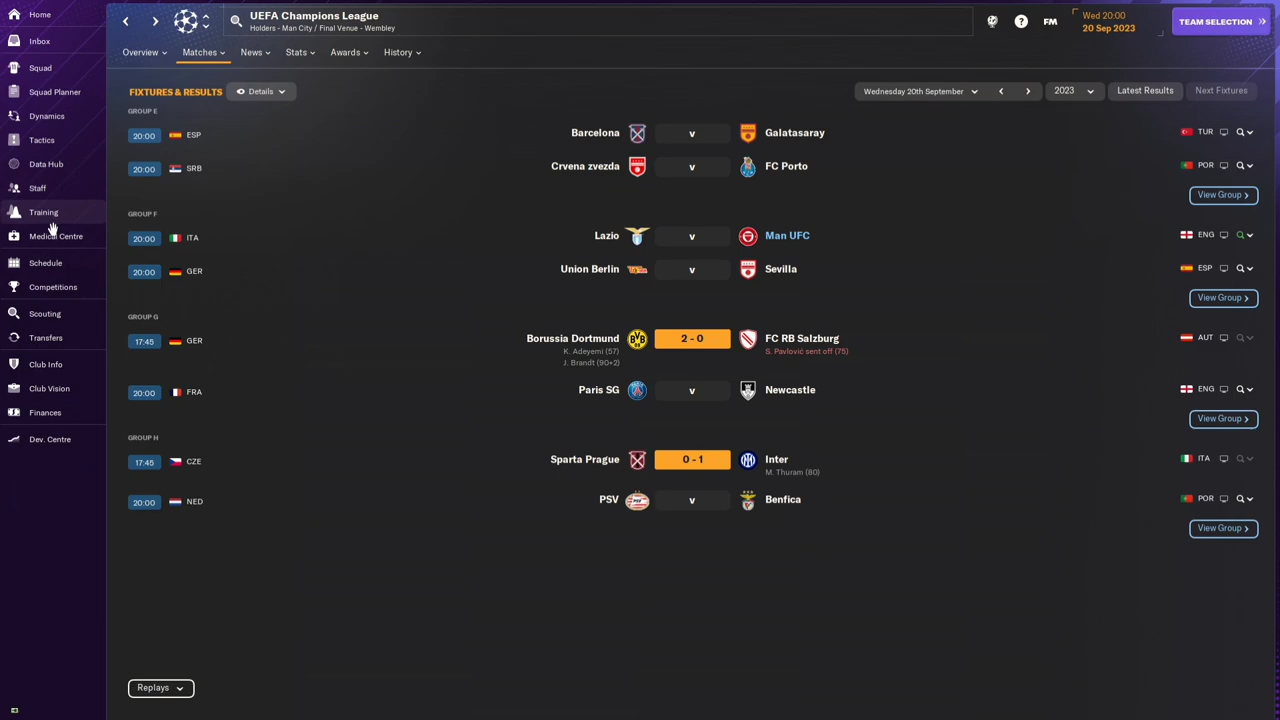 Home
Inbox
Squad
Squad Planner
Dynamics
Tactics
Data Hub
Staff
Training
Medical Centre
Schedule
Competitions
Scouting
Transfers
Club Info
Club Vision
Finances
Dev. Centre
UEFA Champions League
Holders - Man City / Final Venue - Wembley
FM
Wed 20:00
20 Sep 2023
TEAM SELECTION
Overview
Matches
News
Stats
Awards
History
FIXTURES & RESULTS
Details
Wednesday 20th September
2023
Latest Results
Next Fixtures
GROUP E
20:00 ESP Barcelona v Galatasaray TUR
20:00 SRB Crvena zvezda v FC Porto POR
View Group
GROUP F
20:00 ITA Lazio v Man UFC ENG
20:00 GER Union Berlin v Sevilla ESP
View Group
GROUP G
17:45 GER Borussia Dortmund 2 - 0 FC RB Salzburg AUT
K. Adeyemi (57) S. Pavlović sent off (75)
J. Brandt (90+2)
20:00 FRA Paris SG v Newcastle ENG
View Group
GROUP H
17:45 CZE Sparta Prague 0 - 1 Inter ITA
M. Thuram (80)
20:00 NED PSV v Benfica POR
View Group
Replays